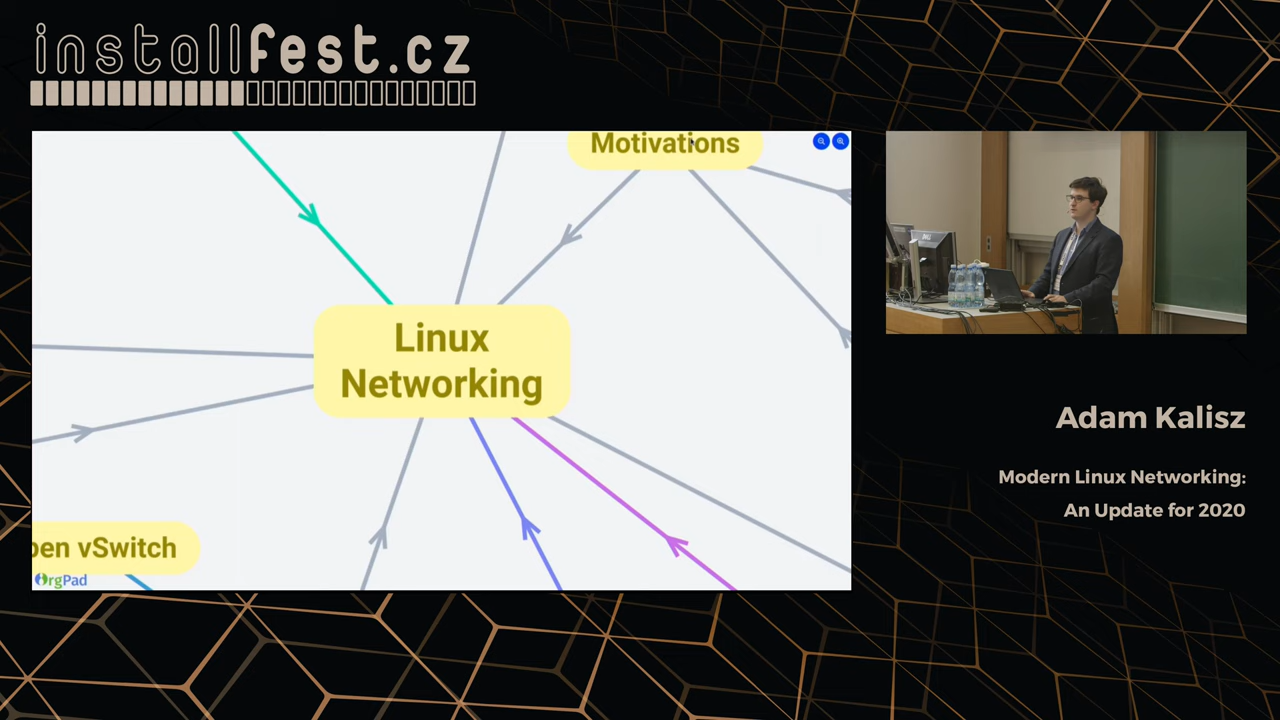 installfest.cz
Motivations
Linux
Networking
pen vSwitch
OrgPad
Adam Kalisz
Modern Linux Networking:
An Update for 2020